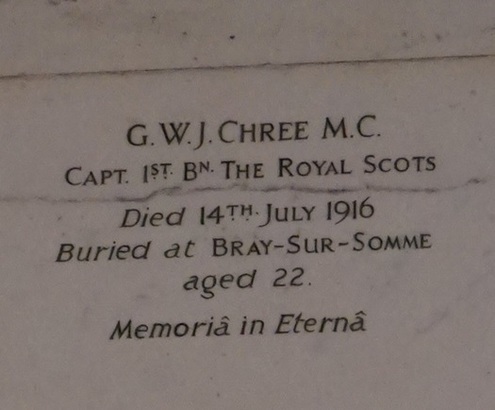 G.W.J. CHREE M.C.
CAPT. 1ST. BN. THE ROYAL SCOTS
Died 14TH. JULY 1916
Buried at BRAY-SUR-SOMME
aged 22.
Memoriâ in Eternâ